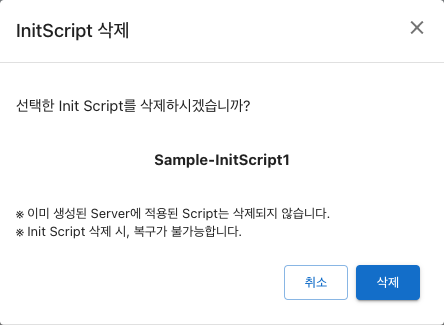 InitScript 삭제
선택한 Init Script를 삭제하시겠습니까?
Sample-InitScript1
※ 이미 생성된 Server에 적용된 Script는 삭제되지 않습니다.
※ Init Script 삭제 시, 복구가 불가능합니다.
취소
삭제